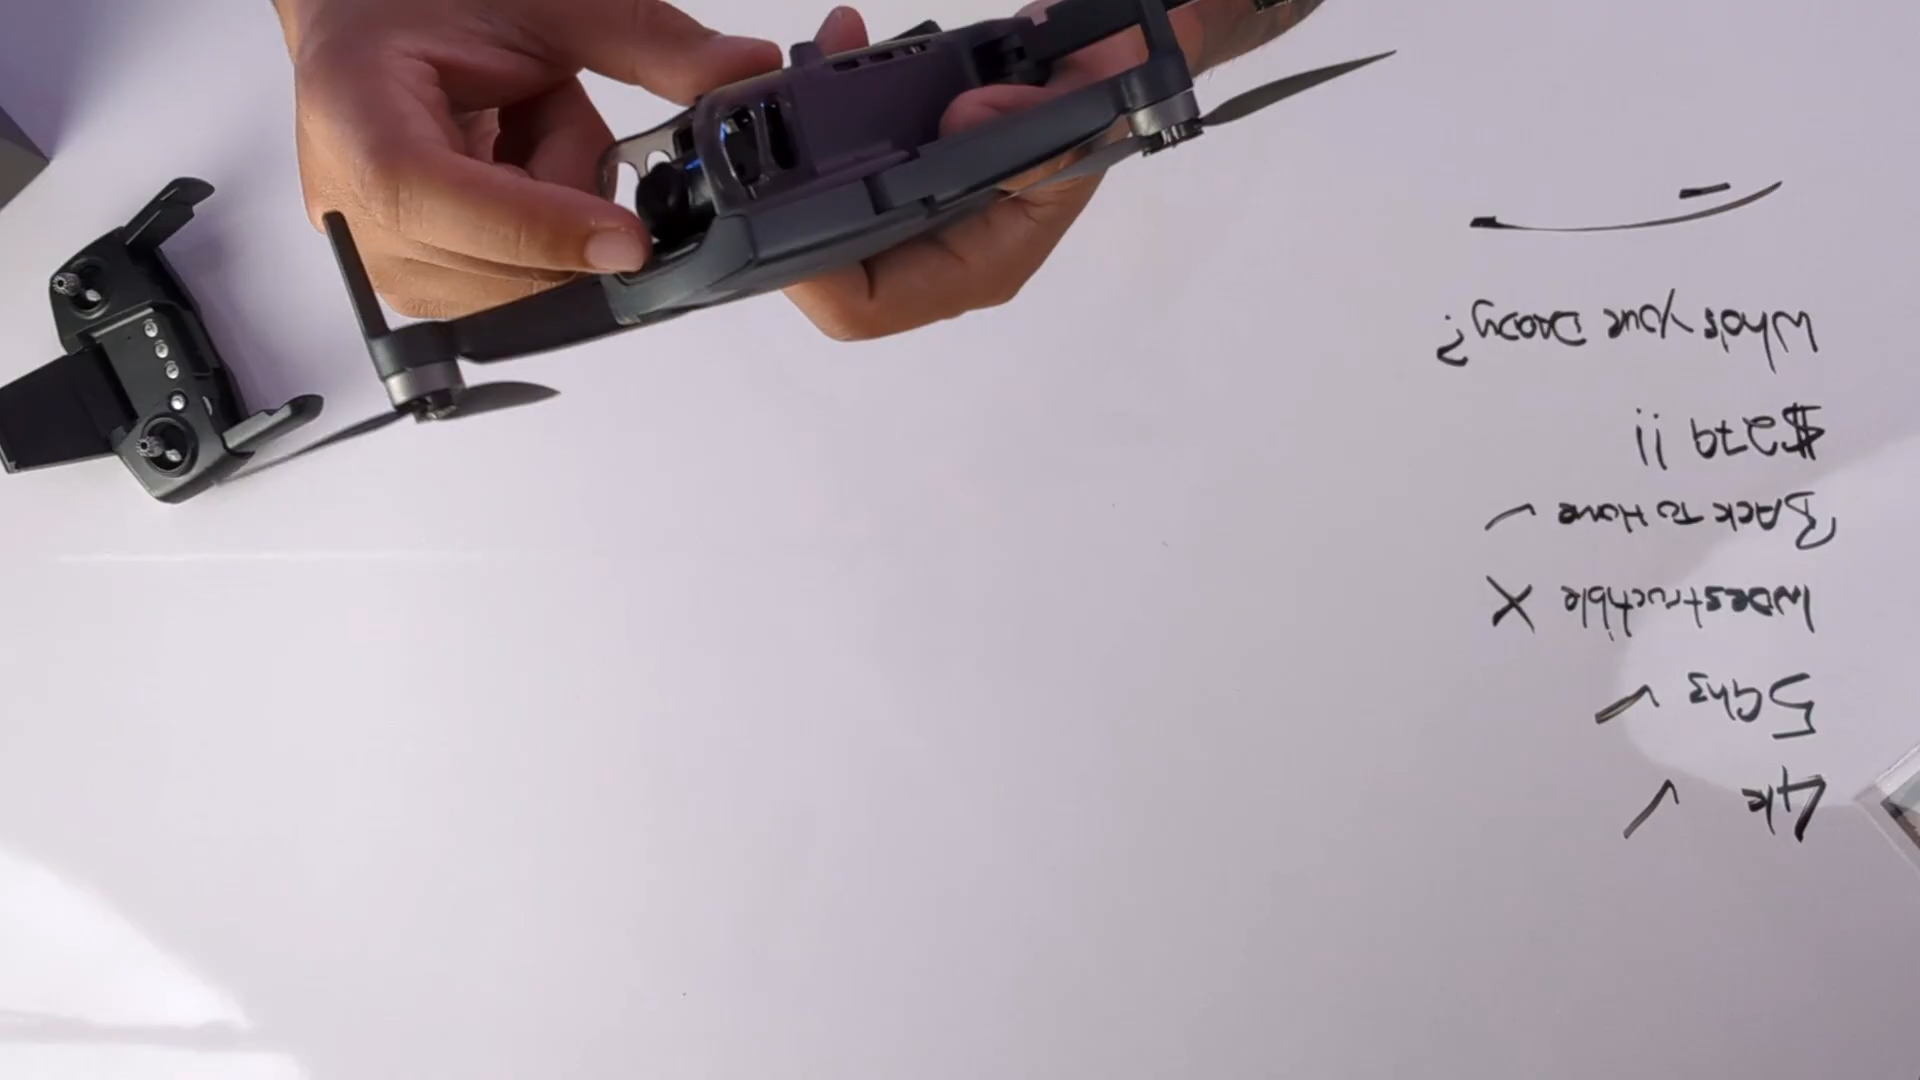 4K ✓
5Ghz ✓
InDestructible X
BACK TO Home ✓
$279 !!
Who's Your DaDDy?